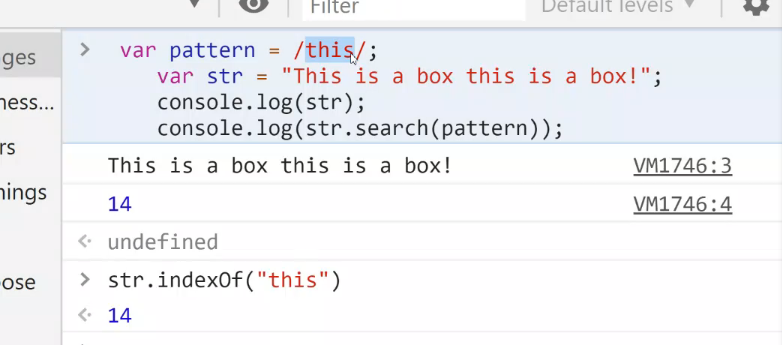 Filter
Default levels
ges
var pattern = /this/;
ness...
var str = "This is a box this is a box!";
console.log(str);
rs
console.log(str.search(pattern));
This is a box this is a box! VM1746:3
nings
14 VM1746:4
undefined
ose
str.indexOf("this")
14